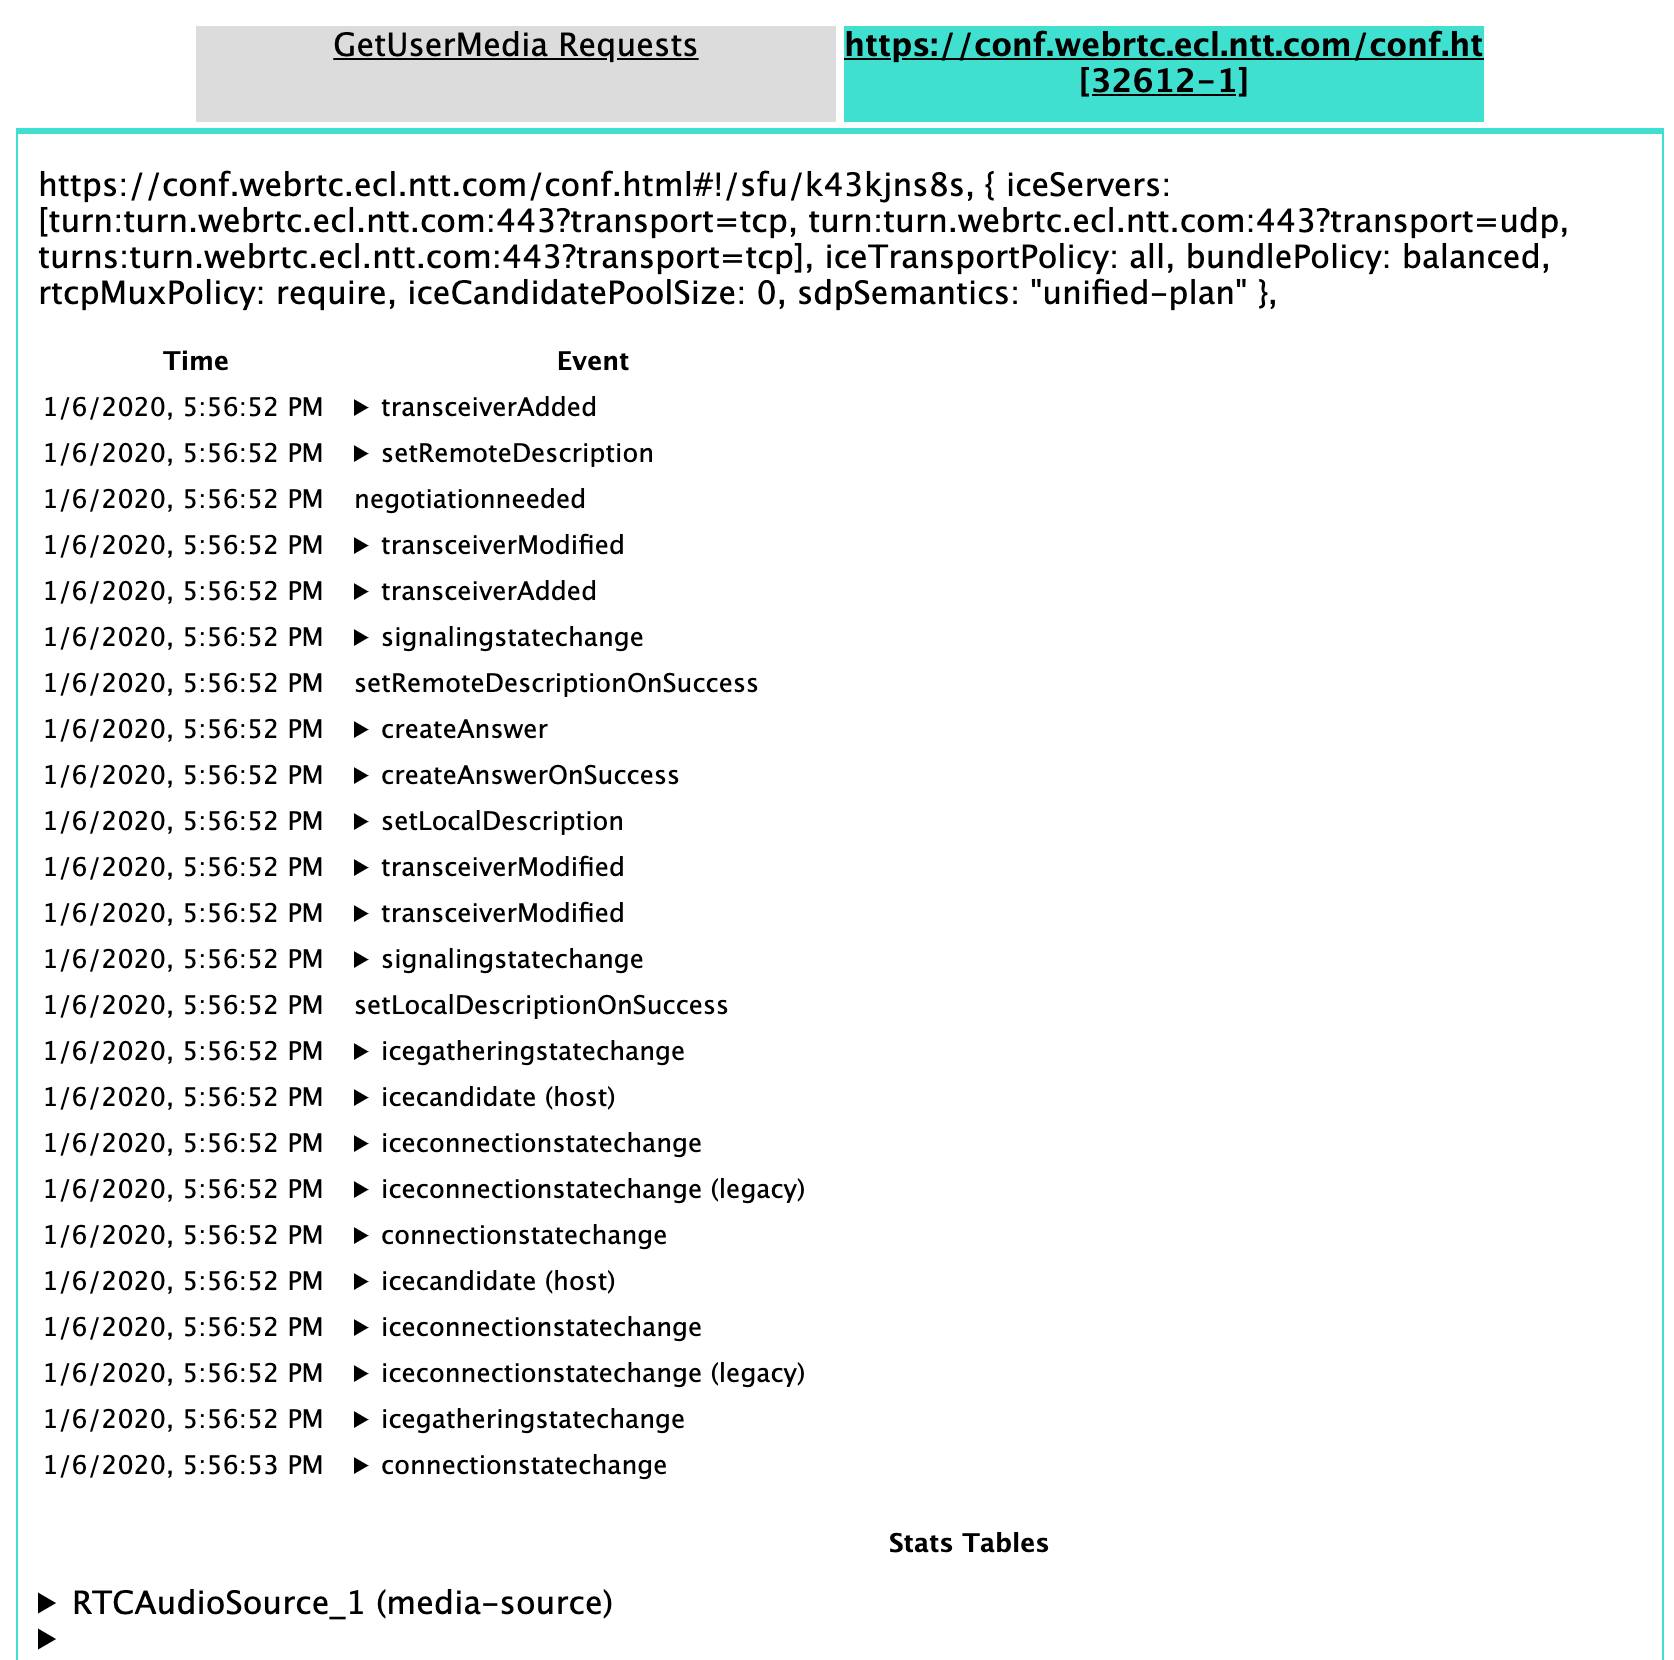 GetUserMedia Requests
https://conf.webrtc.ecl.ntt.com/conf.ht
[32612-1]
https://conf.webrtc.ecl.ntt.com/conf.html#!/sfu/k43kjns8s, { iceServers:
[turn:turn.webrtc.ecl.ntt.com:443?transport=tcp, turn:turn.webrtc.ecl.ntt.com:443?transport=udp,
turns:turn.webrtc.ecl.ntt.com:443?transport=tcp], iceTransportPolicy: all, bundlePolicy: balanced,
rtcpMuxPolicy: require, iceCandidatePoolSize: 0, sdpSemantics: "unified-plan" },
Time Event
1/6/2020, 5:56:52 PM ▶ transceiverAdded
1/6/2020, 5:56:52 PM ▶ setRemoteDescription
1/6/2020, 5:56:52 PM negotiationneeded
1/6/2020, 5:56:52 PM ▶ transceiverModified
1/6/2020, 5:56:52 PM ▶ transceiverAdded
1/6/2020, 5:56:52 PM ▶ signalingstatechange
1/6/2020, 5:56:52 PM setRemoteDescriptionOnSuccess
1/6/2020, 5:56:52 PM ▶ createAnswer
1/6/2020, 5:56:52 PM ▶ createAnswerOnSuccess
1/6/2020, 5:56:52 PM ▶ setLocalDescription
1/6/2020, 5:56:52 PM ▶ transceiverModified
1/6/2020, 5:56:52 PM ▶ transceiverModified
1/6/2020, 5:56:52 PM ▶ signalingstatechange
1/6/2020, 5:56:52 PM setLocalDescriptionOnSuccess
1/6/2020, 5:56:52 PM ▶ icegatheringstatechange
1/6/2020, 5:56:52 PM ▶ icecandidate (host)
1/6/2020, 5:56:52 PM ▶ iceconnectionstatechange
1/6/2020, 5:56:52 PM ▶ iceconnectionstatechange (legacy)
1/6/2020, 5:56:52 PM ▶ connectionstatechange
1/6/2020, 5:56:52 PM ▶ icecandidate (host)
1/6/2020, 5:56:52 PM ▶ iceconnectionstatechange
1/6/2020, 5:56:52 PM ▶ iceconnectionstatechange (legacy)
1/6/2020, 5:56:52 PM ▶ icegatheringstatechange
1/6/2020, 5:56:53 PM ▶ connectionstatechange
Stats Tables
▶ RTCAudioSource_1 (media-source)
▶